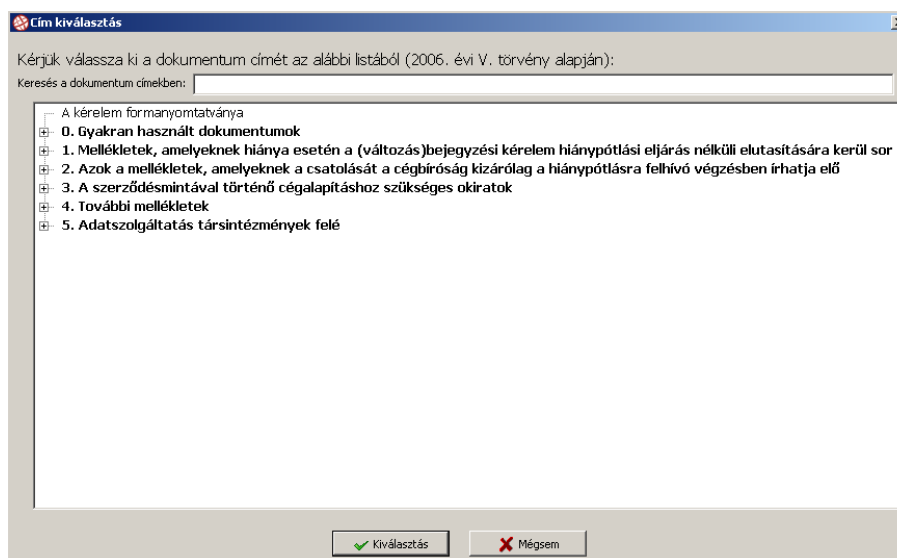 Cím kiválasztás
Kérjük válassza ki a dokumentum címét az alábbi listából (2006. évi V. törvény alapján):
Keresés a dokumentum címekben:
A kérelem formanyomtatványa
0. Gyakran használt dokumentumok
1. Mellékletek, amelyeknek hiánya esetén a (változás)bejegyzési kérelem hiánypótlási eljárás nélküli elutasítására kerül sor
2. Azok a mellékletek, amelyeknek a csatolását a cégbíróság kizárólag a hiánypótlásra felhívó végzésben írhatja elő
3. A szerződésmintával történő cégalapításhoz szükséges okiratok
4. További mellékletek
5. Adatszolgáltatás társintézmények felé
Kiválasztás
Mégsem